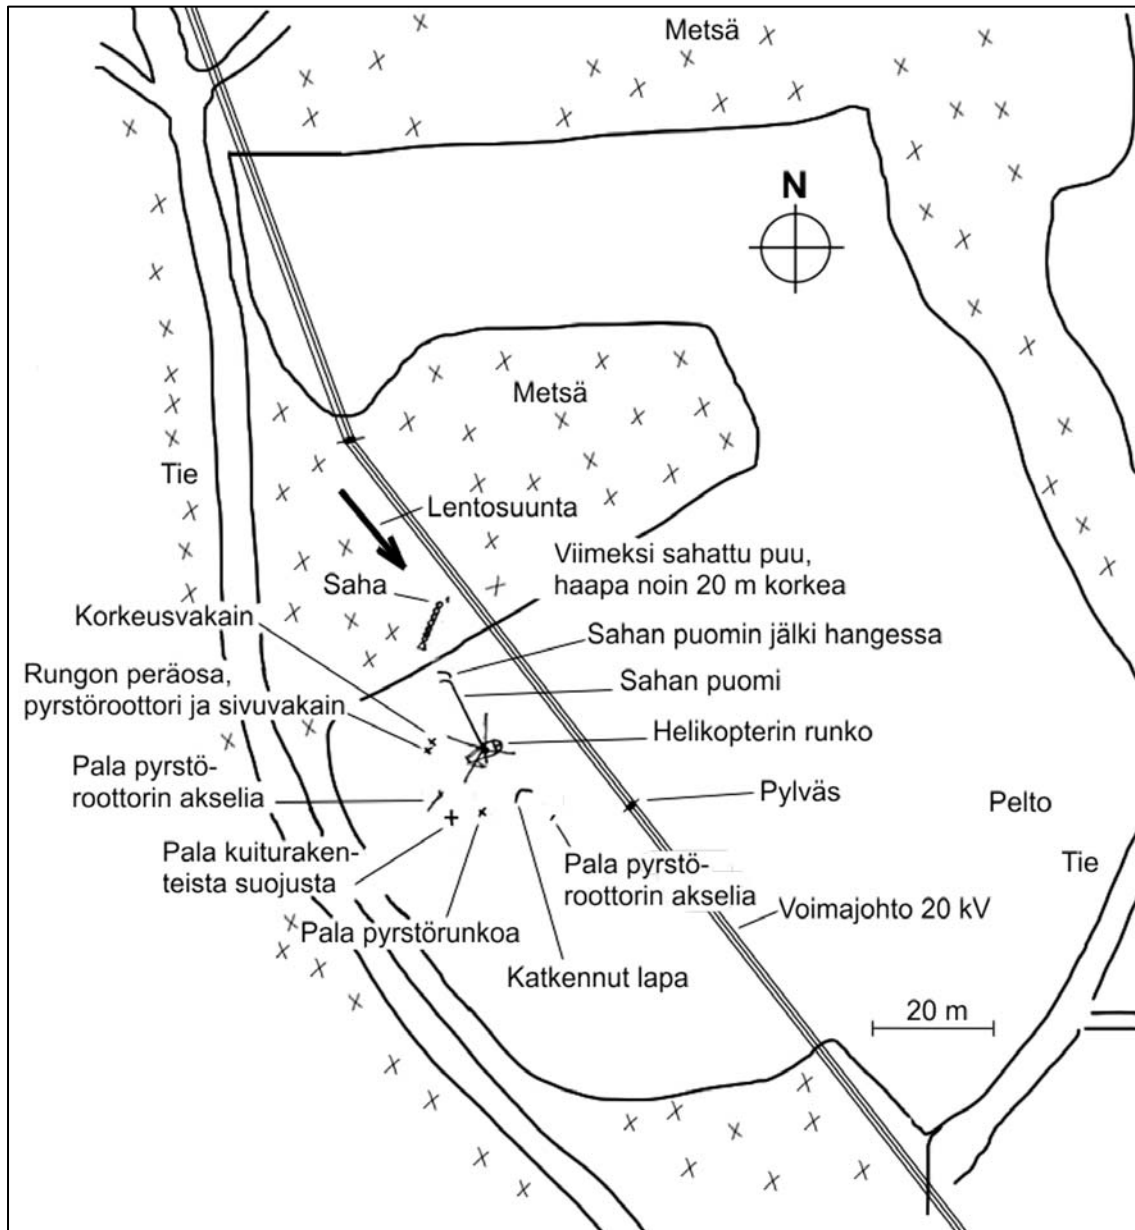 Metsä
N
Metsä
Tie
Lentosuunta
Viimeksi sahattu puu,
haapa noin 20 m korkea
Saha
Korkeusvakain
Sahan puomin jälki hangessa
Rungon peräosa,
pyrstöroottori ja sivuvakain
Sahan puomi
Helikopterin runko
Pala pyrstö-
roottorin akselia
Pylväs
Pelto
Tie
Pala kuituraken-
teista suojusta
Pala pyrstö-
roottorin akselia
Pala pyrstörunkoa
Voimajohto 20 kV
Katkennut lapa
20 m